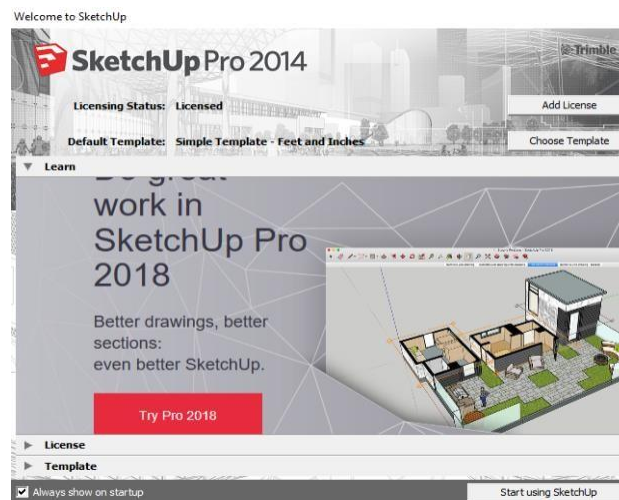 Welcome to SketchUp
SketchUp Pro 2014
Trimble
Licensing Status: Licensed
Add License
Default Template: Simple Template - Feet and Inches
Choose Template
Learn
Do great
work in
SketchUp Pro
2018
Better drawings, better
sections:
even better SketchUp.
Try Pro 2018
License
Template
Always show on startup
Start using SketchUp